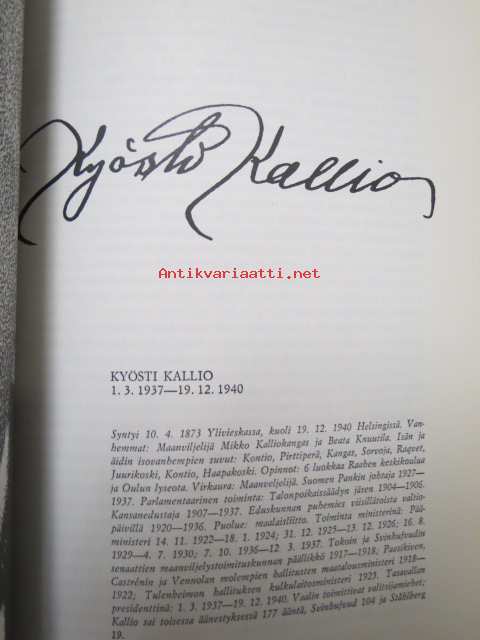 Kyösti Kallio
Antikvariaatti.net
KYÖSTI KALLIO
1. 3. 1937—19. 12. 1940
Syntyi 10. 4. 1873 Ylivieskassa, kuoli 19. 12. 1940 Helsingissä. Van-
hemmat: Maanviljelijä Mikko Kalliokangas ja Beata Knuutila. Isän ja
äidin isovanhempien suvut: Kontio, Pirttiperä, Kangas, Sorvoja, Raquet,
Juurikoski, Kontio, Haapakoski. Opinnot: 6 luokkaa Raahen keskikoulua
ja Oulun lyseota. Virkaura: Maanveljelijä. Suomen Pankin johtaja 1927—
1937. Parlamentaarinen toiminta: Talonpoikaissäädyn jäsen 1904—1906.
Kansanedustaja 1907—1937. Eduskunnan puhemies viisillätoista valtio-
päivillä 1920—1936. Puolue: maalaisliitto. Toiminta ministerinä: Pää-
ministeri 14. 11. 1922—18. 1. 1924; 31. 12. 1925—13. 12. 1926; 16. 8.
1929—4. 7. 1930; 7. 10. 1936—12. 3. 1937. Tokoin ja Svinhufvudin
senaattien maanviljelystoimituskunnan päällikkö 1917—1918; Paasikiven,
Castrénin ja Vennolan molempien hallitusten maatalousministeri 1918—
1922; Tulenheimon hallituksen kulkulaitosministeri 1925. Tasavallan
presidenttinä: 1. 3. 1937—19. 12. 1940. Vaalin toimittivat valitsijamiehet;
Kallio sai toisessa äänestyksessä 177 ääntä, Svinhufvud 104 ja Ståhlberg
19.